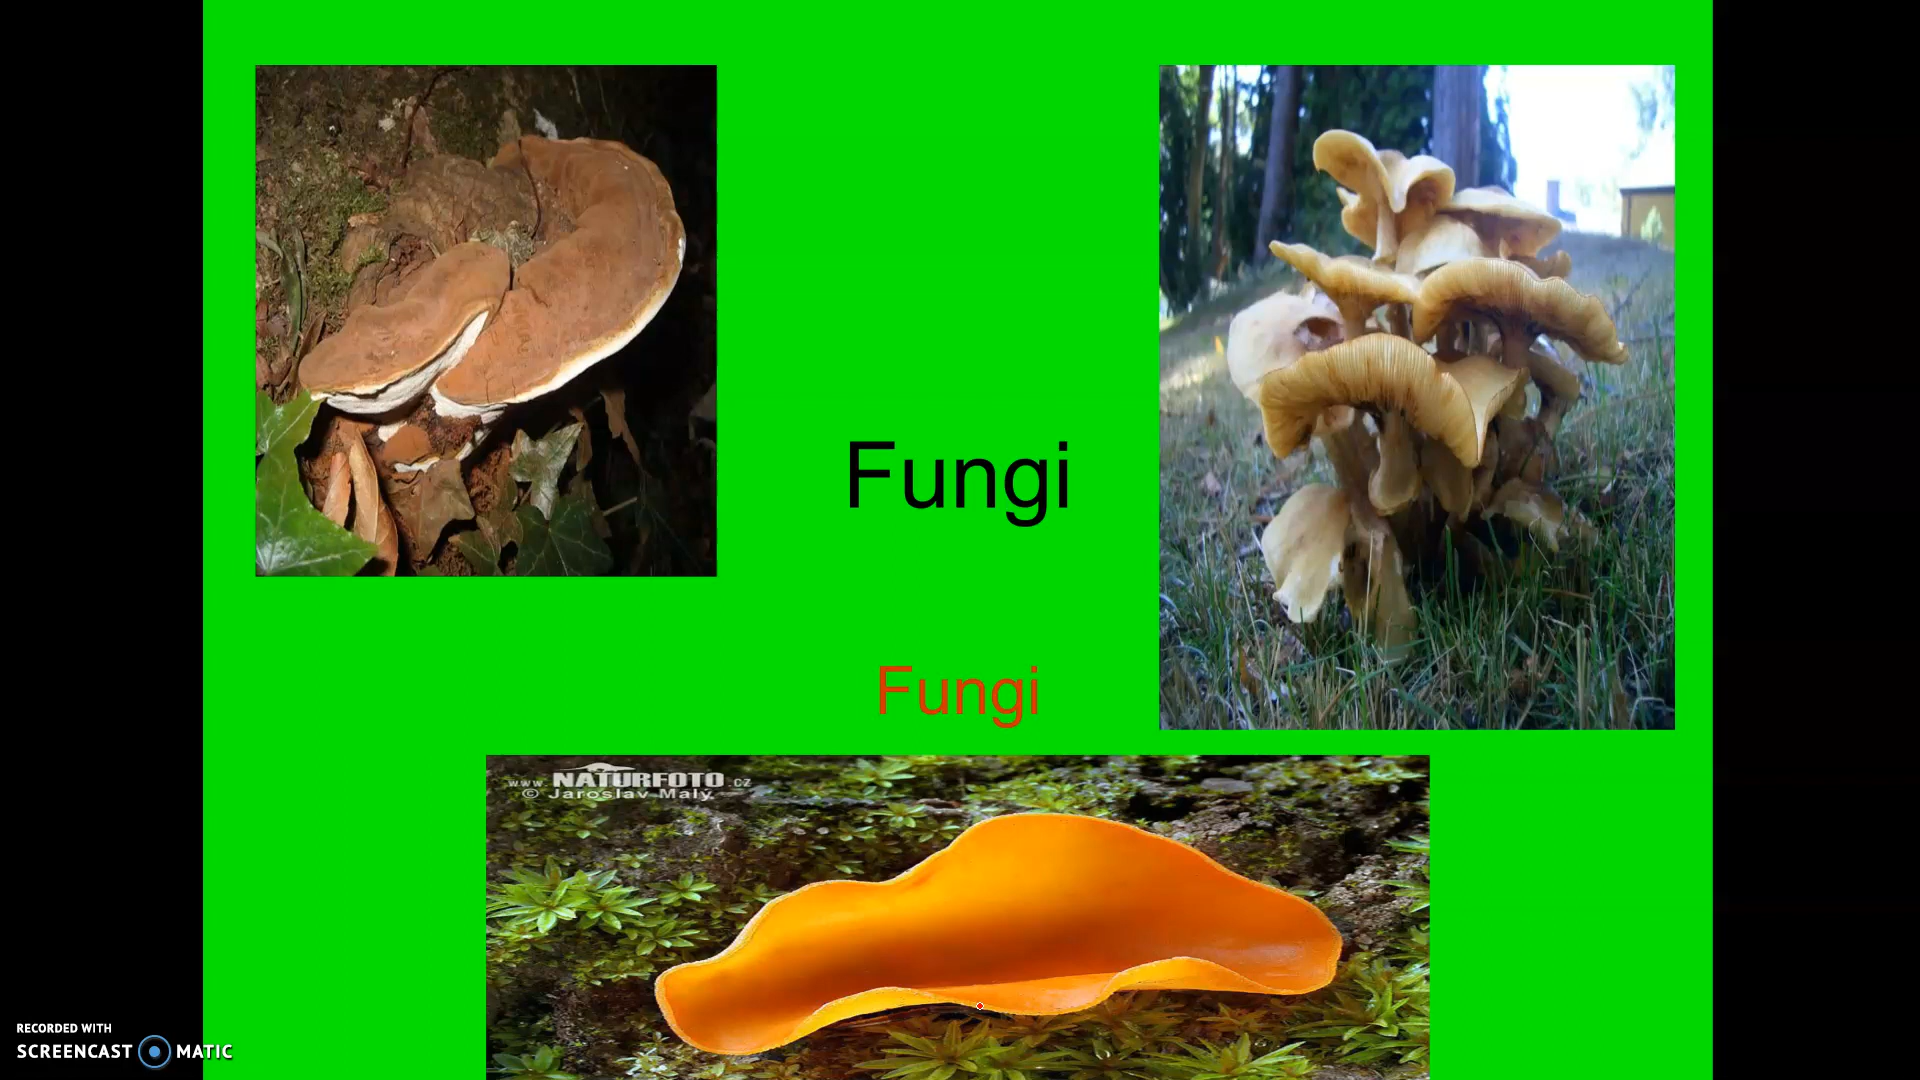 Fungi
Fungi
www.NATURFOTO.cz
© Jaroslav Malý
RECORDED WITH
SCREENCAST MATIC